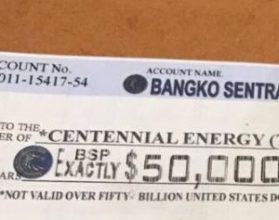 COUNT No. ACCOUNT NAME
011-15417-54 BANGKO SENTRA
TO THE
ER OF *CENTENNIAL ENERGY (
BSP
EXACTLY $50,000
ARS
*NOT VALID OVER FIFTY BILLION UNITED STATES